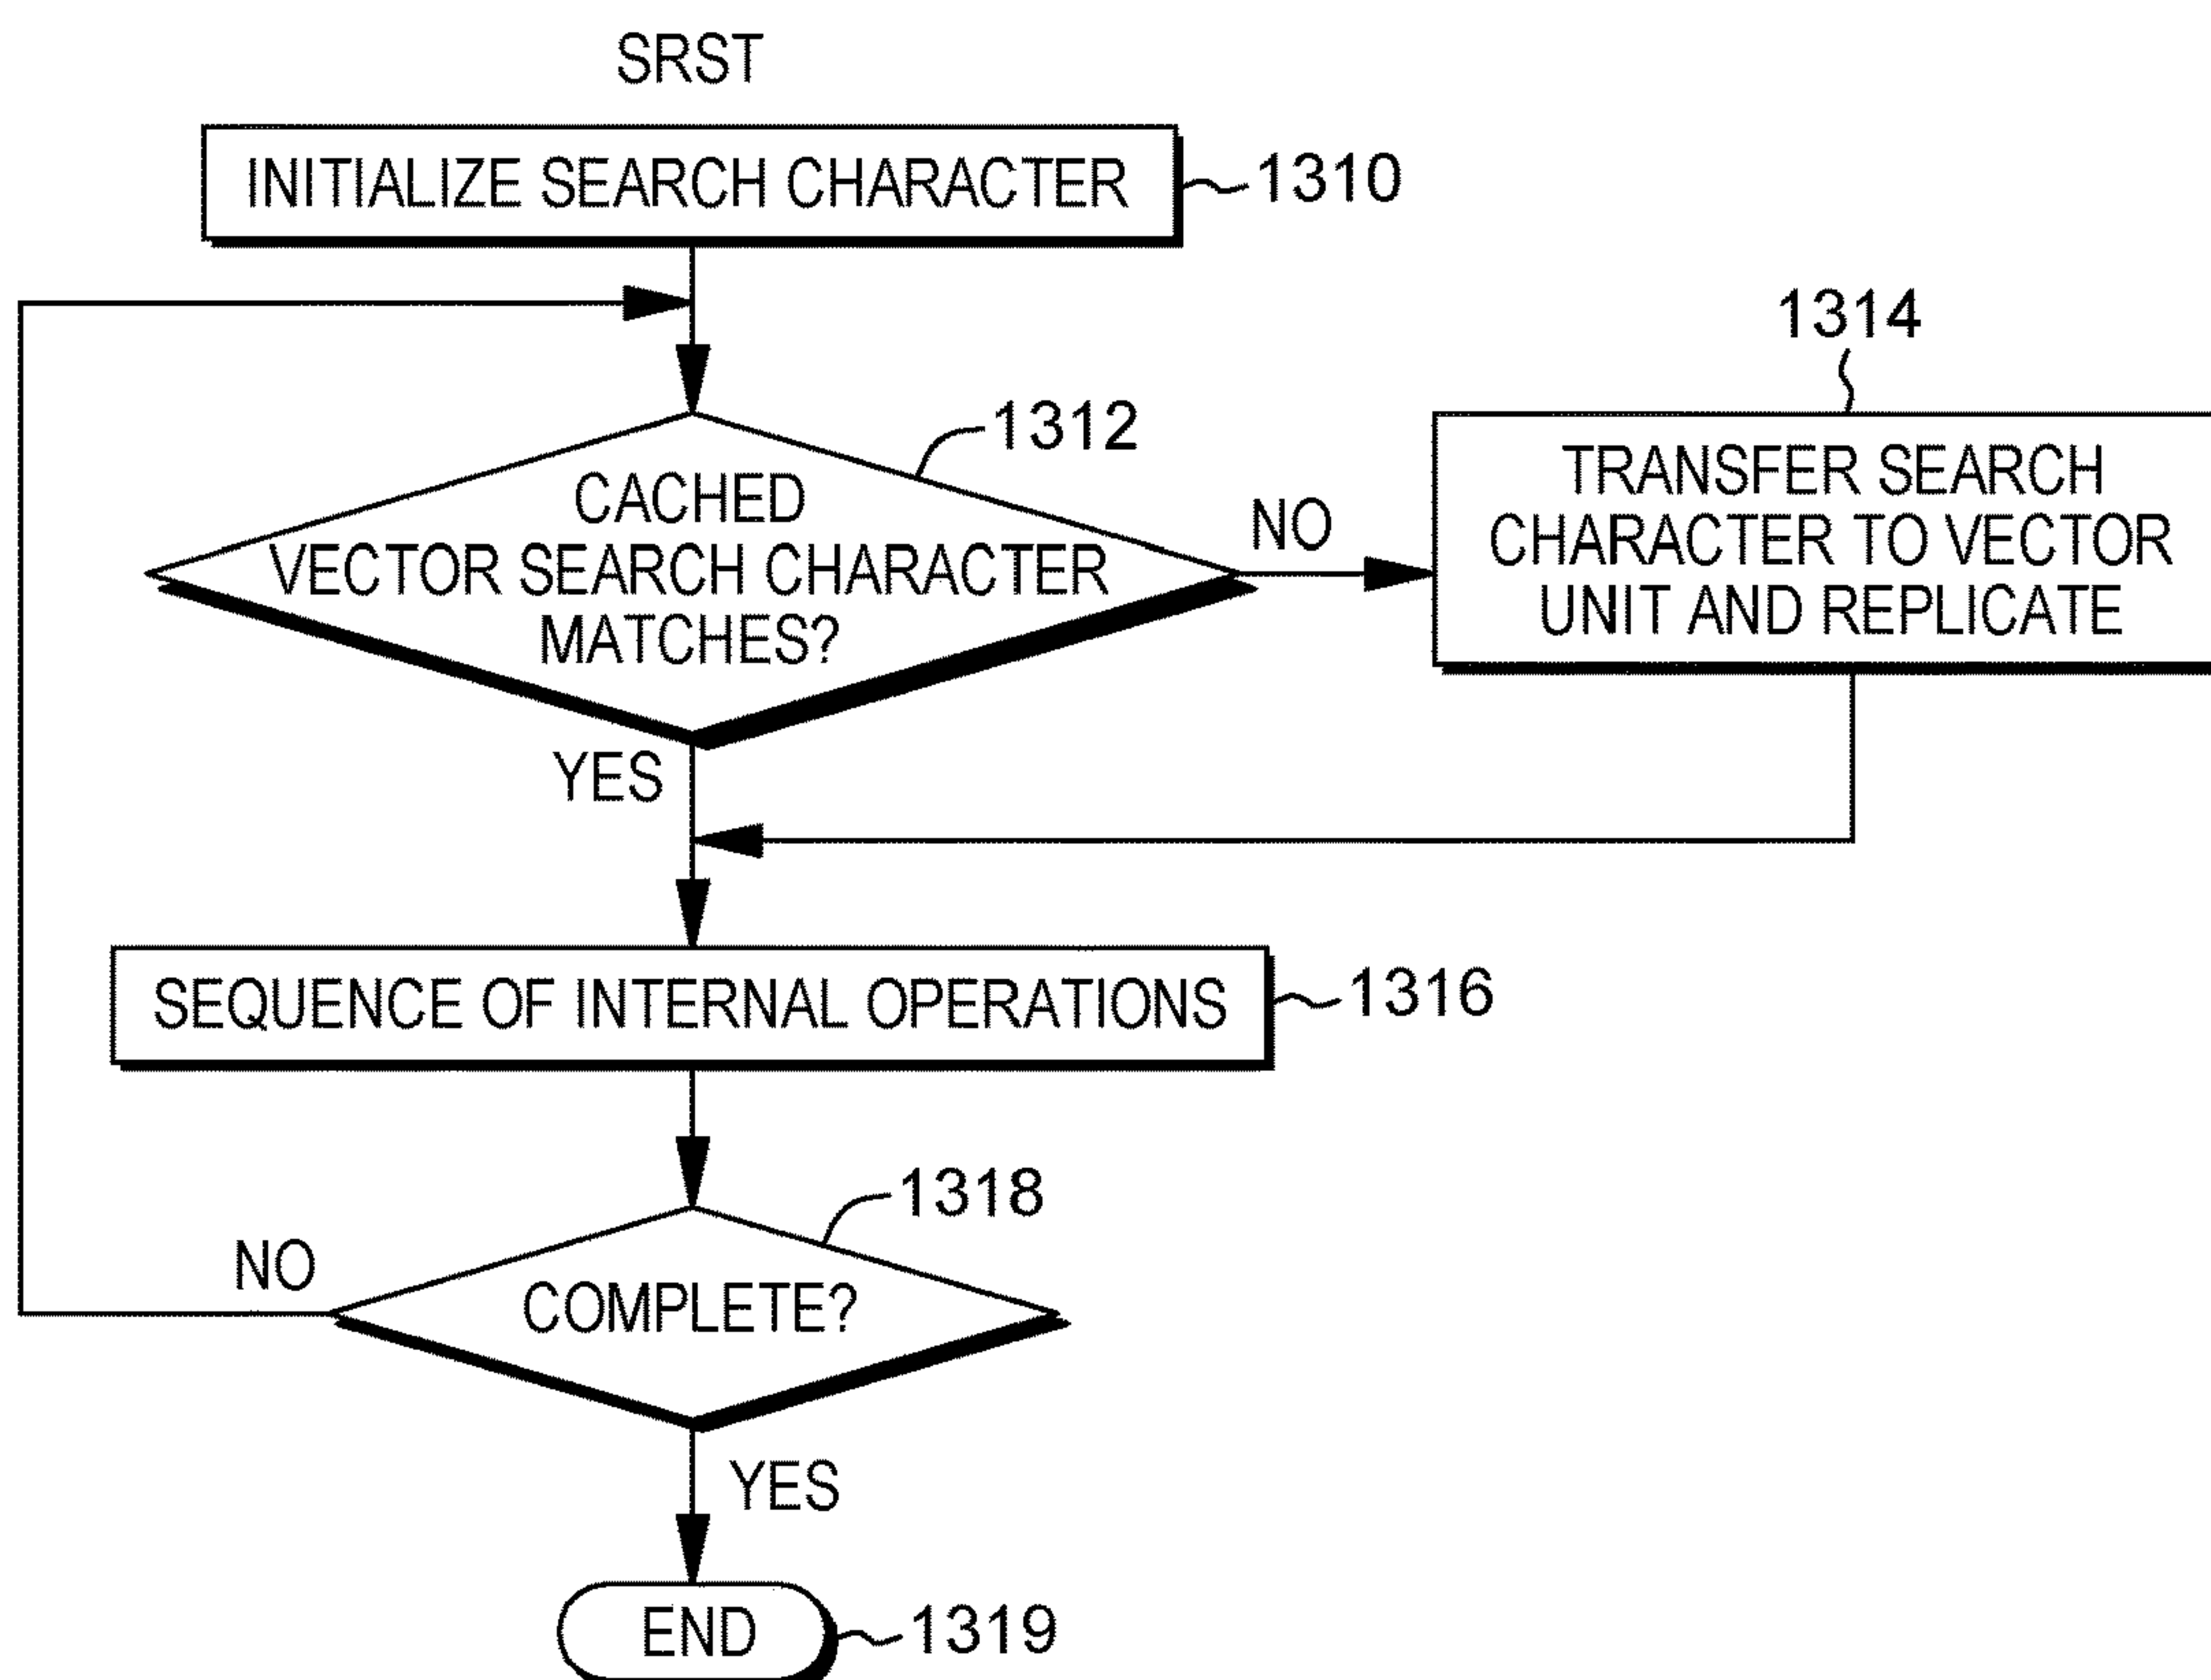 SRST
INITIALIZE SEARCH CHARACTER
1310
1314
1312
CACHED
VECTOR SEARCH CHARACTER
MATCHES?
NO
TRANSFER SEARCH
CHARACTER TO VECTOR
UNIT AND REPLICATE
YES
SEQUENCE OF INTERNAL OPERATIONS
1316
1318
NO
COMPLETE?
YES
END
1319